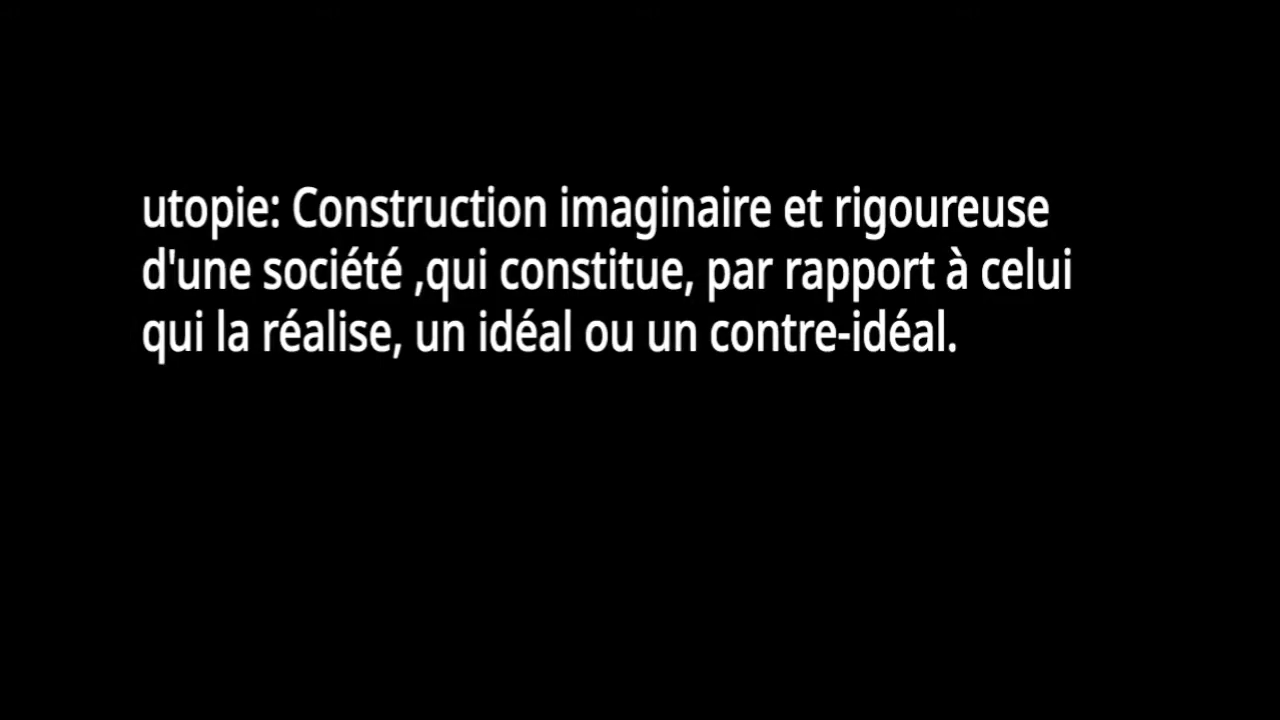 utopie: Construction imaginaire et rigoureuse
d'une société ,qui constitue, par rapport à celui
qui la réalise, un idéal ou un contre-idéal.